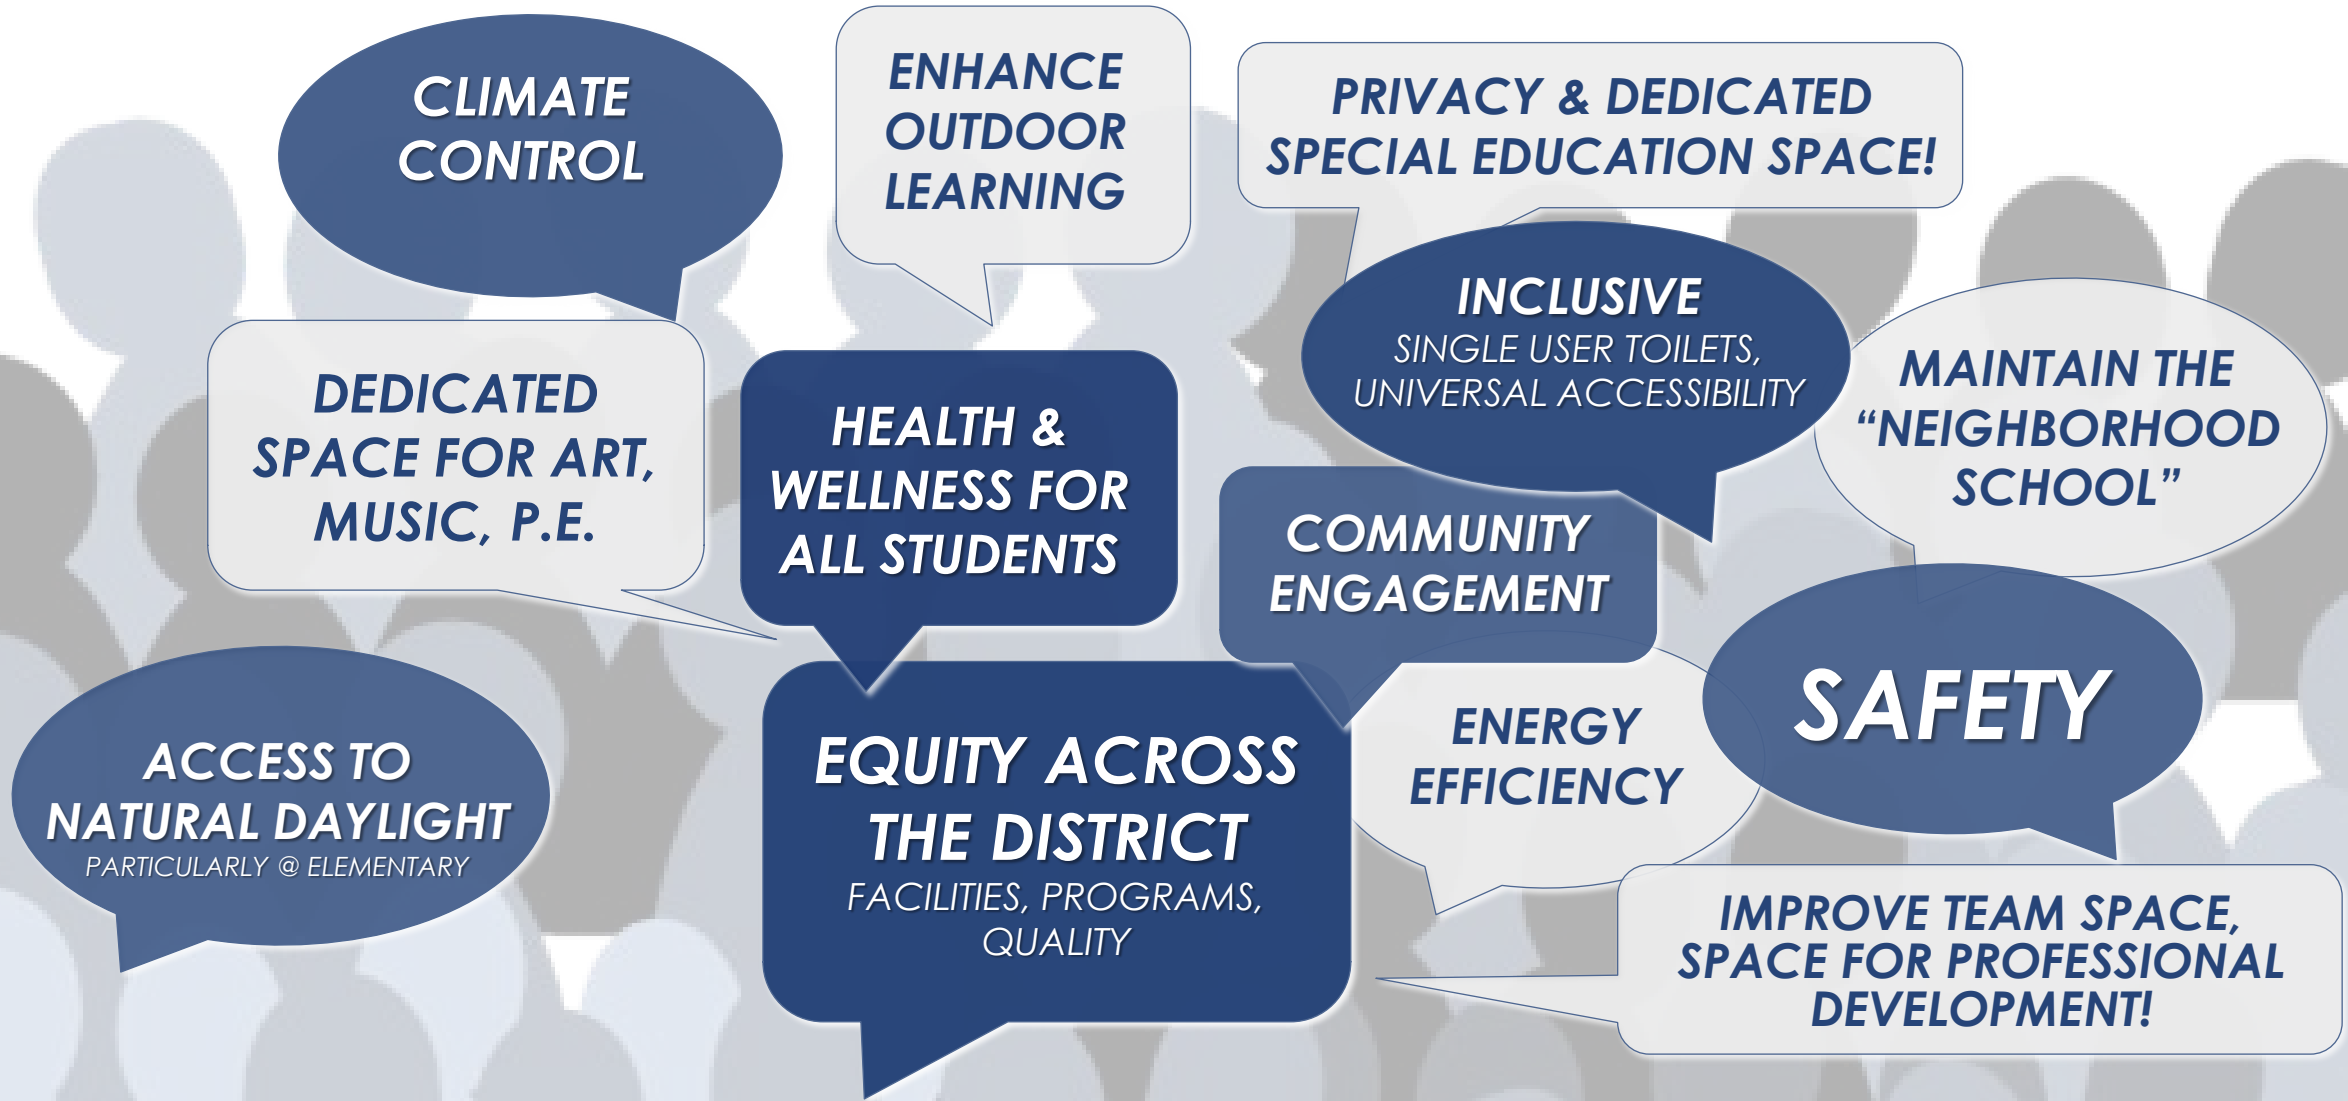 CLIMATE
CONTROL
ENHANCE
OUTDOOR
LEARNING
PRIVACY & DEDICATED
SPECIAL EDUCATION SPACE!
INCLUSIVE
SINGLE USER TOILETS,
UNIVERSAL ACCESSIBILITY
MAINTAIN THE
“NEIGHBORHOOD
SCHOOL”
DEDICATED
SPACE FOR ART,
MUSIC, P.E.
HEALTH &
WELLNESS FOR
ALL STUDENTS
COMMUNITY
ENGAGEMENT
SAFETY
ENERGY
EFFICIENCY
ACCESS TO
NATURAL DAYLIGHT
PARTICULARLY @ ELEMENTARY
EQUITY ACROSS
THE DISTRICT
FACILITIES, PROGRAMS,
QUALITY
IMPROVE TEAM SPACE,
SPACE FOR PROFESSIONAL
DEVELOPMENT!